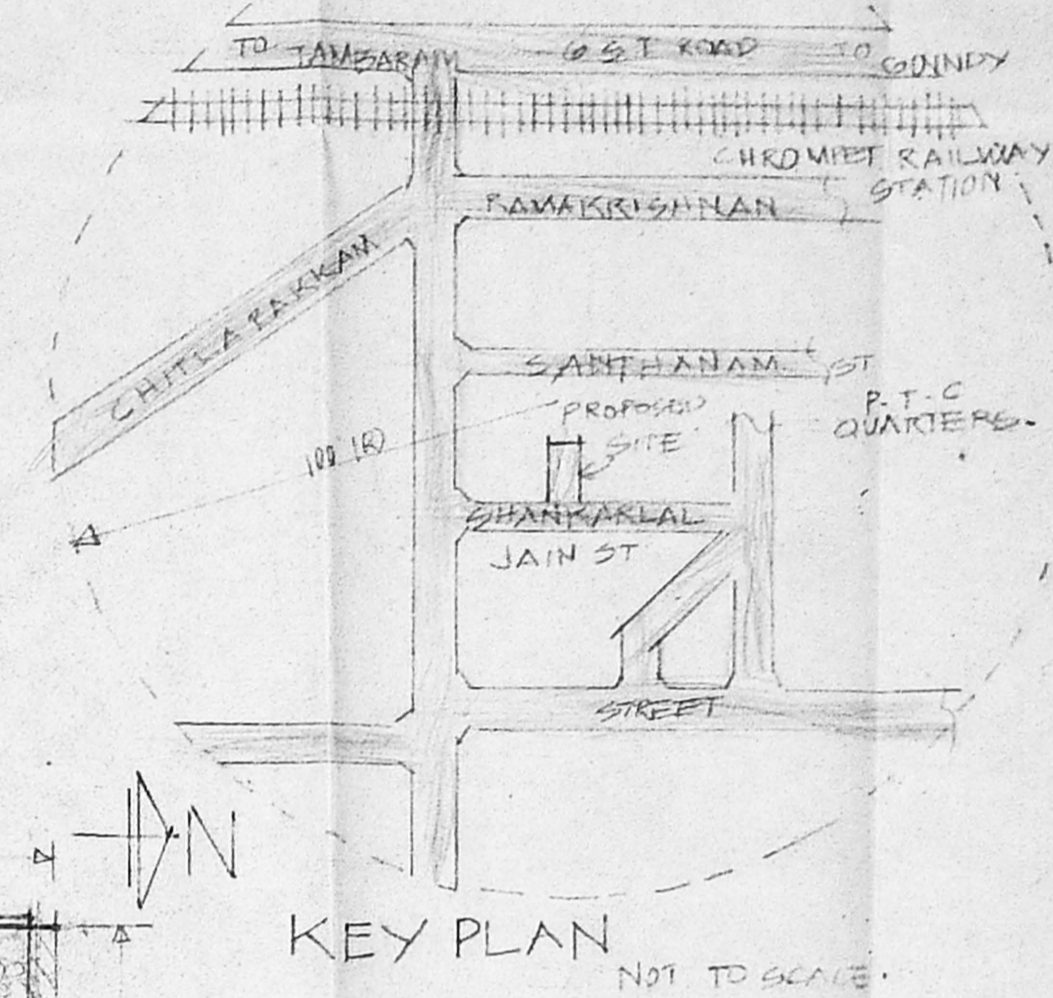 TO TAMBARAM
G S T ROAD
TO GUINDY
CHROMPET RAILWAY
STATION
RAMAKRISHNAN
CHITLAPAKKAM
SANTHANAM ST
P.T.C
QUARTERS.
PROPOSED
SITE
100 (R)
SHANKARLAL
JAIN ST
STREET
N
KEY PLAN
NOT TO SCALE.